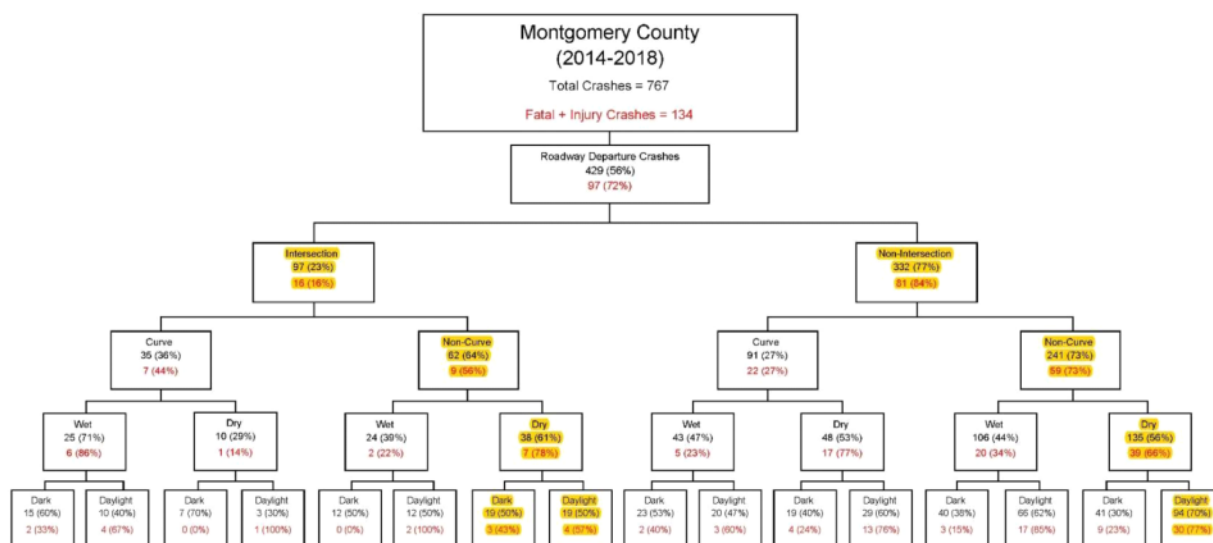 Montgomery County
(2014-2018)
Total Crashes = 767
Fatal + Injury Crashes = 134
Roadway Departure Crashes
429 (56%)
97 (72%)
Intersection
97 (23%)
16 (16%)
Non-Intersection
332 (77%)
81 (84%)
Curve
35 (36%)
7 (44%)
Non-Curve
62 (64%)
9 (56%)
Curve
91 (27%)
22 (27%)
Non-Curve
241 (73%)
59 (73%)
Wet
25 (71%)
6 (86%)
Dry
10 (29%)
1 (14%)
Wet
24 (39%)
2 (22%)
Dry
38 (61%)
7 (78%)
Wet
43 (47%)
5 (23%)
Dry
48 (53%)
17 (77%)
Wet
106 (44%)
20 (34%)
Dry
135 (56%)
39 (66%)
Dark
15 (60%)
2 (33%)
Daylight
10 (40%)
4 (67%)
Dark
7 (70%)
0 (0%)
Daylight
3 (30%)
1 (100%)
Dark
12 (50%)
0 (0%)
Daylight
12 (50%)
2 (100%)
Dark
19 (50%)
3 (43%)
Daylight
19 (50%)
4 (57%)
Dark
23 (53%)
2 (40%)
Daylight
20 (47%)
3 (60%)
Dark
19 (40%)
4 (24%)
Daylight
29 (60%)
13 (76%)
Dark
40 (38%)
3 (15%)
Daylight
66 (62%)
17 (85%)
Dark
41 (30%)
9 (23%)
Daylight
94 (70%)
30 (77%)